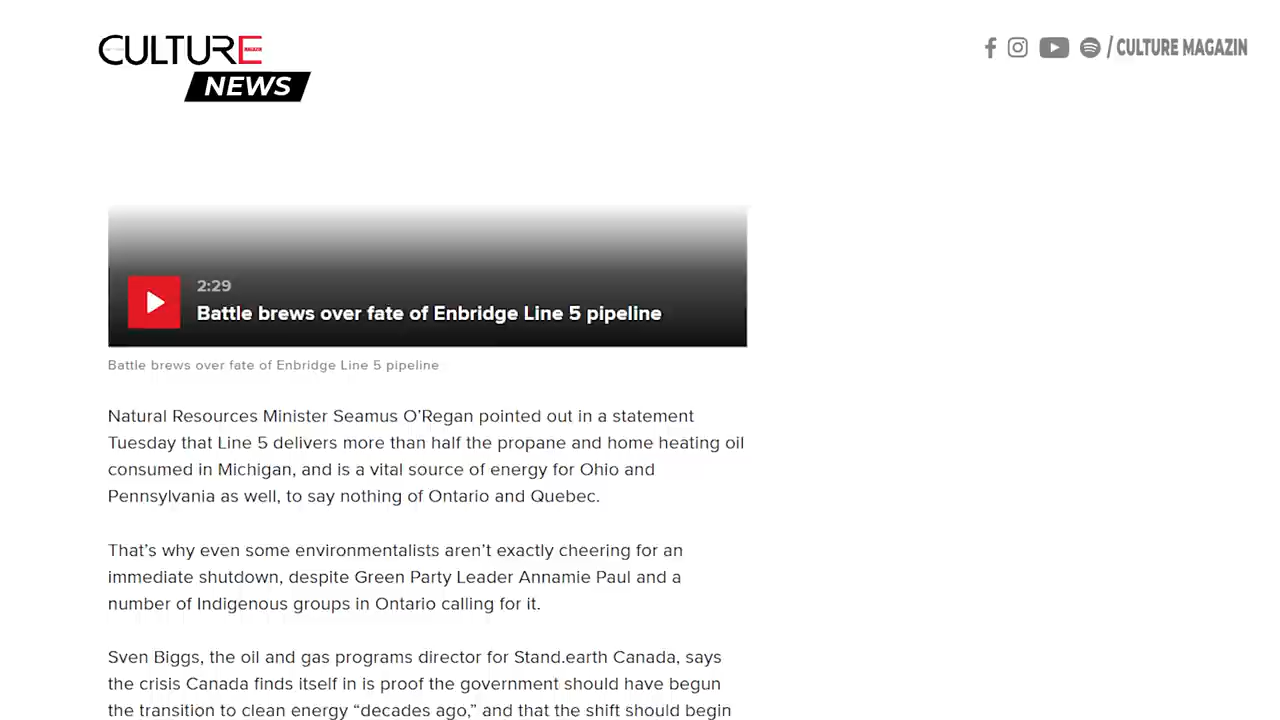 CULTURE
NEWS
/ CULTURE MAGAZIN
2:29
Battle brews over fate of Enbridge Line 5 pipeline
Battle brews over fate of Enbridge Line 5 pipeline
Natural Resources Minister Seamus O’Regan pointed out in a statement
Tuesday that Line 5 delivers more than half the propane and home heating oil
consumed in Michigan, and is a vital source of energy for Ohio and
Pennsylvania as well, to say nothing of Ontario and Quebec.
That’s why even some environmentalists aren’t exactly cheering for an
immediate shutdown, despite Green Party Leader Annamie Paul and a
number of Indigenous groups in Ontario calling for it.
Sven Biggs, the oil and gas programs director for Stand.earth Canada, says
the crisis Canada finds itself in is proof the government should have begun
the transition to clean energy “decades ago,” and that the shift should begin